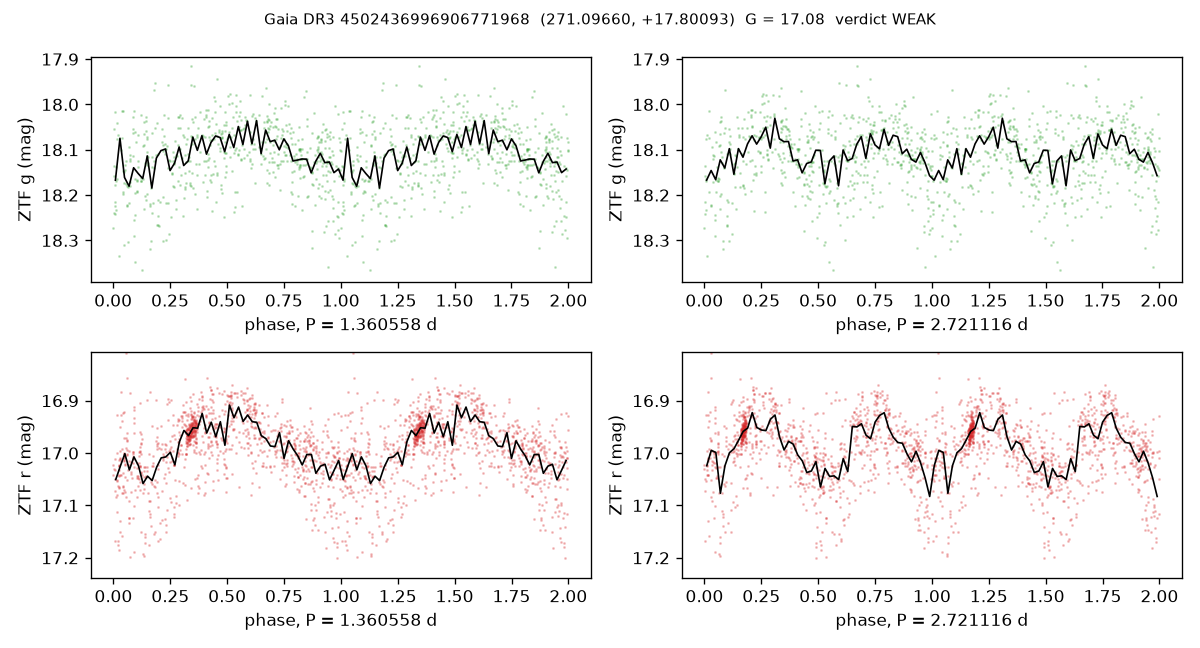 Gaia DR3 4502436996906771968 (271.09660, +17.80093) G = 17.08 verdict WEAK
ZTF g (mag)
17.9
18.0
18.1
18.2
18.3
0.00 0.25 0.50 0.75 1.00 1.25 1.50 1.75 2.00
phase, P = 1.360558 d
ZTF g (mag)
17.9
18.0
18.1
18.2
18.3
0.00 0.25 0.50 0.75 1.00 1.25 1.50 1.75 2.00
phase, P = 2.721116 d
ZTF r (mag)
16.9
17.0
17.1
17.2
0.00 0.25 0.50 0.75 1.00 1.25 1.50 1.75 2.00
phase, P = 1.360558 d
ZTF r (mag)
16.9
17.0
17.1
17.2
0.00 0.25 0.50 0.75 1.00 1.25 1.50 1.75 2.00
phase, P = 2.721116 d